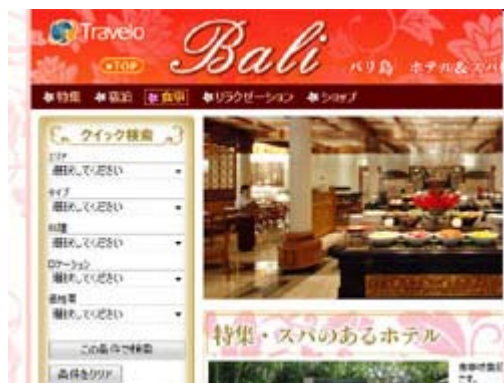 Travelo
TOP
Bali
バリ島 ホテル&スパ
特集 宿泊 食事 リラクゼーション ショップ
クイック検索
エリア
選択してください
タイプ
選択してください
料理
選択してください
ロケーション
選択してください
価格帯
選択してください
この条件で検索
条件をクリア
特集・スパのあるホテル
です。